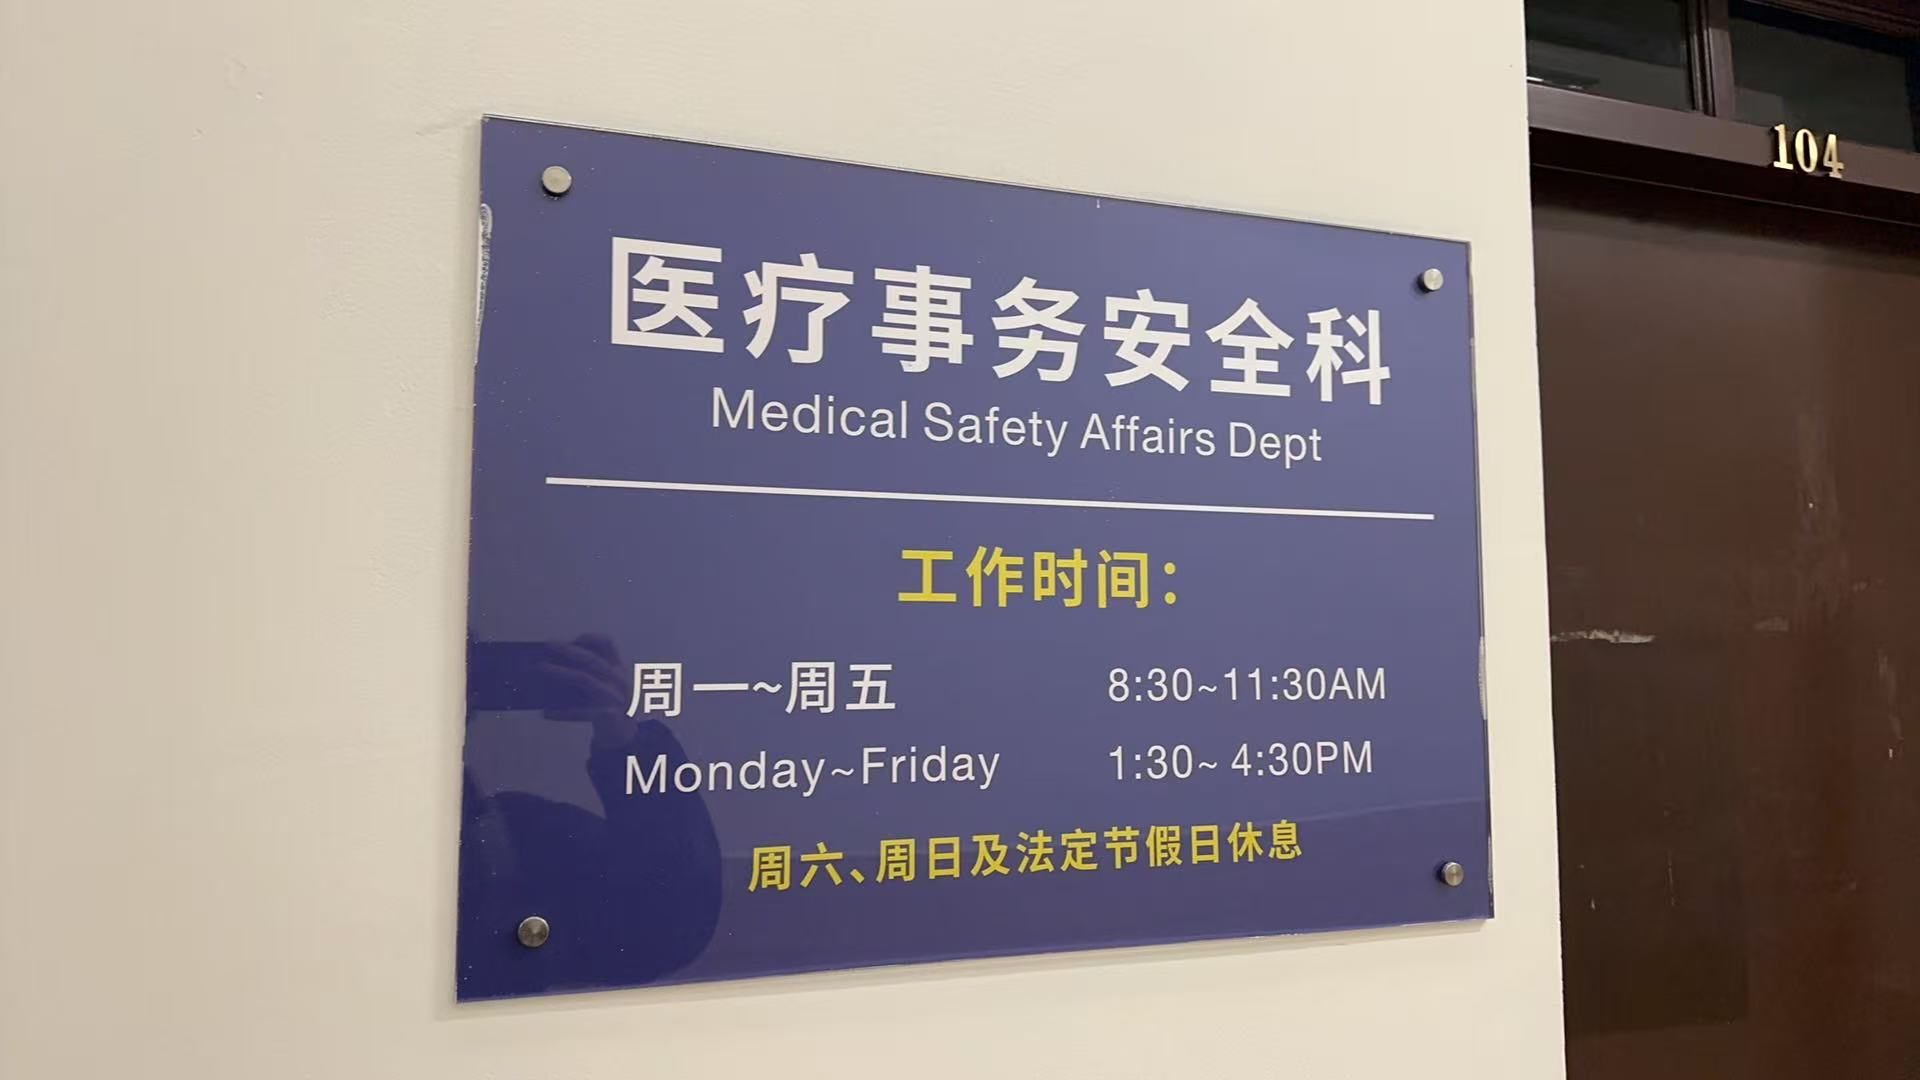 医疗事务安全科
Medical Safety Affairs Dept
工作时间：
周一~周五 8:30~11:30AM
Monday~Friday 1:30~ 4:30PM
周六、周日及法定节假日休息
104